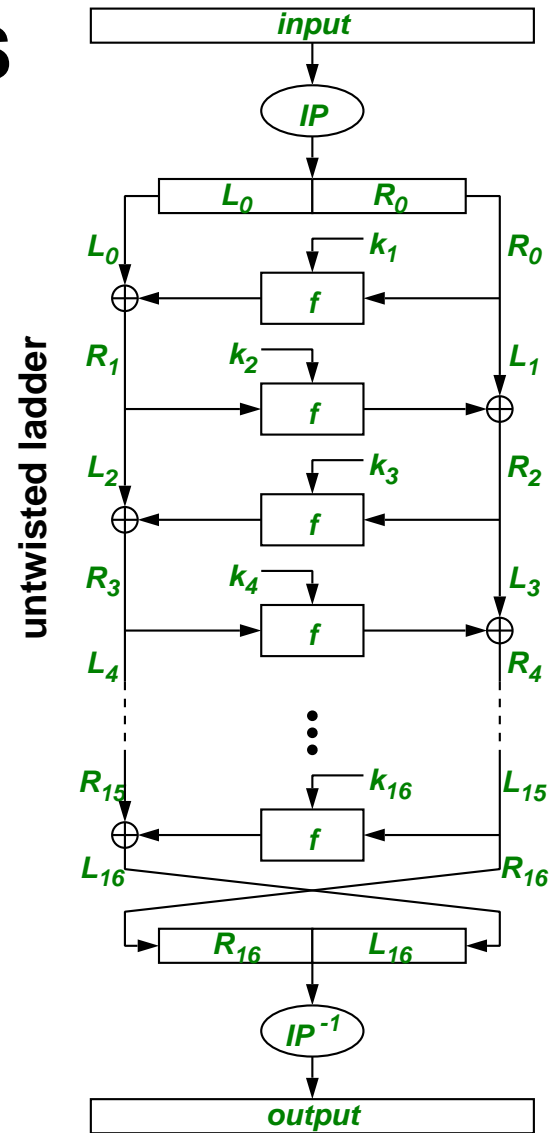 S
input
IP
L₀ R₀
L₀ k₁ R₀
f
R₁ k₂ L₁
f
L₂ k₃ R₂
f
R₃ k₄ L₃
f
L₄ R₄
R₁₅ k₁₆ L₁₅
f
L₁₆ R₁₆
R₁₆ L₁₆
IP⁻¹
output
untwisted ladder